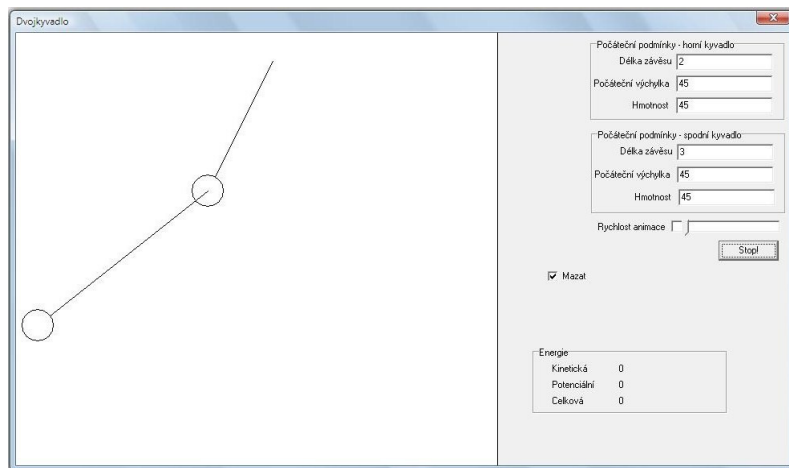 Dvojkyvadlo
Počáteční podmínky - horní kyvadlo
Délka závěsu 2
Počáteční výchylka 45
Hmotnost 45
Počáteční podmínky - spodní kyvadlo
Délka závěsu 3
Počáteční výchylka 45
Hmotnost 45
Rychlost animace
Stop!
Mazat
Energie
Kinetická 0
Potenciální 0
Celková 0